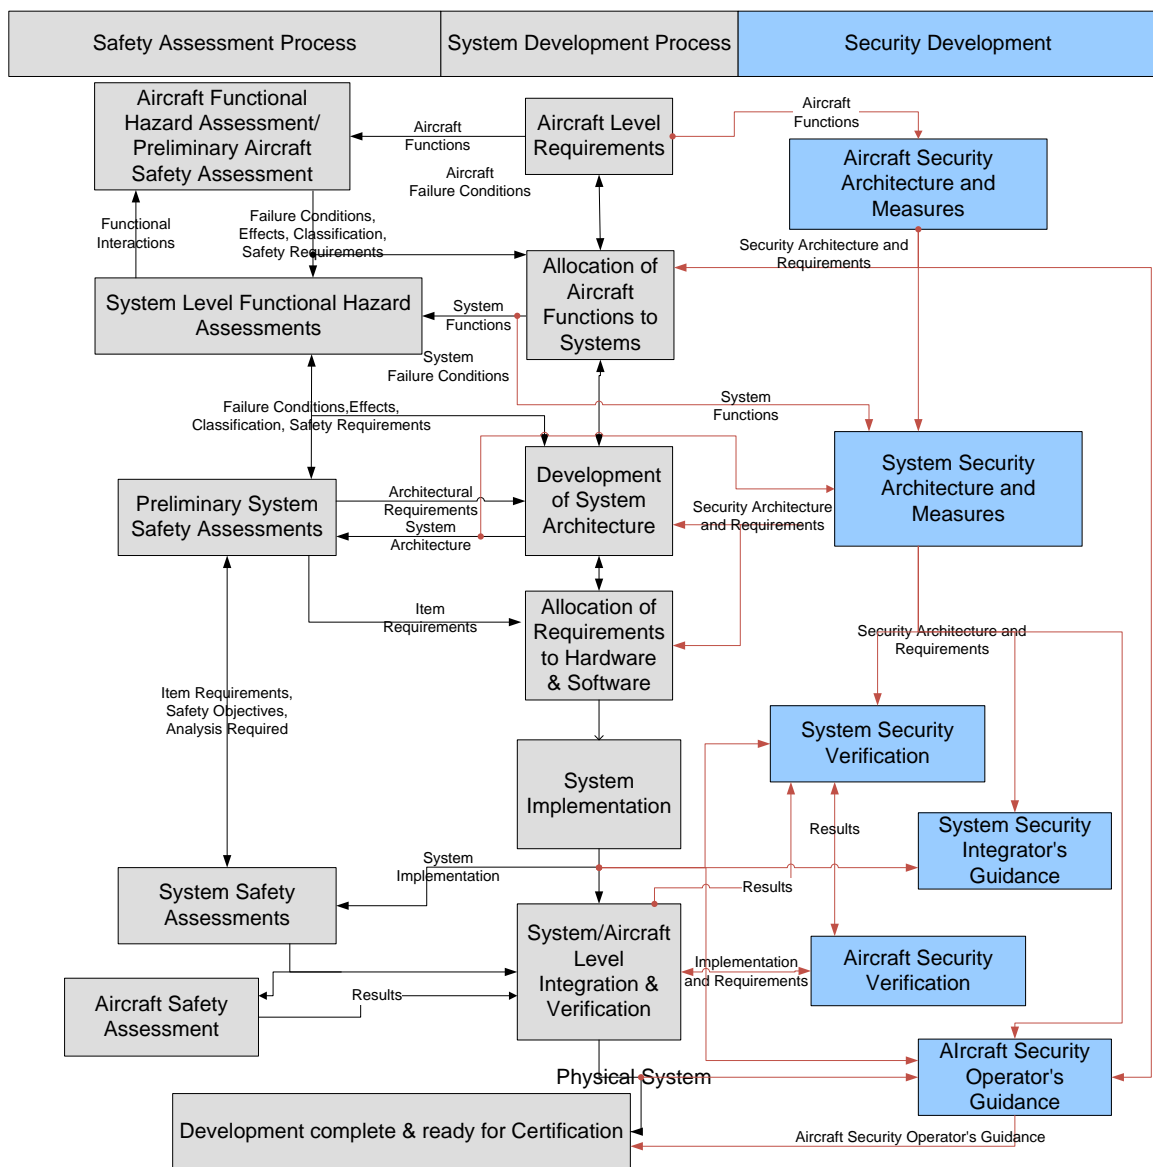 Safety Assessment Process
System Development Process
Security Development
Aircraft Functional
Hazard Assessment/
Preliminary Aircraft
Safety Assessment
Aircraft
Functions
Aircraft Level
Requirements
Aircraft
Functions
Aircraft Security
Architecture and
Measures
Aircraft
Failure Conditions
Functional
Interactions
Failure Conditions,
Effects, Classification,
Safety Requirements
Security Architecture and
Requirements
Allocation of
Aircraft
Functions to
Systems
System Level Functional Hazard
Assessments
System
Functions
System
Failure Conditions
System
Functions
Failure Conditions,Effects,
Classification, Safety Requirements
System Security
Architecture and
Measures
Development
of System
Architecture
Preliminary System
Safety Assessments
Architectural
Requirements
System
Architecture
Security Architecture
and Requirements
Allocation of
Requirements
to Hardware
& Software
Item
Requirements
Security Architecture and
Requirements
Item Requirements,
Safety Objectives,
Analysis Required
System Security
Verification
System
Implementation
System Security
Integrator's
Guidance
Results
System
Implementation
Results
System Safety
Assessments
System/Aircraft
Level
Integration &
Verification
Implementation
and Requirements
Aircraft Security
Verification
Aircraft Safety
Assessment
Results
AIrcraft Security
Operator's
Guidance
Physical System
Development complete & ready for Certification
Aircraft Security Operator's Guidance